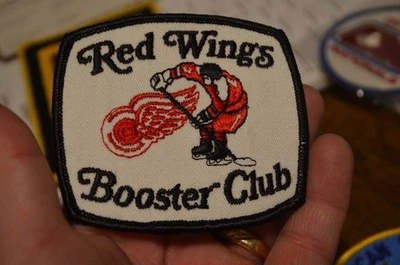 Red Wings
Booster Club